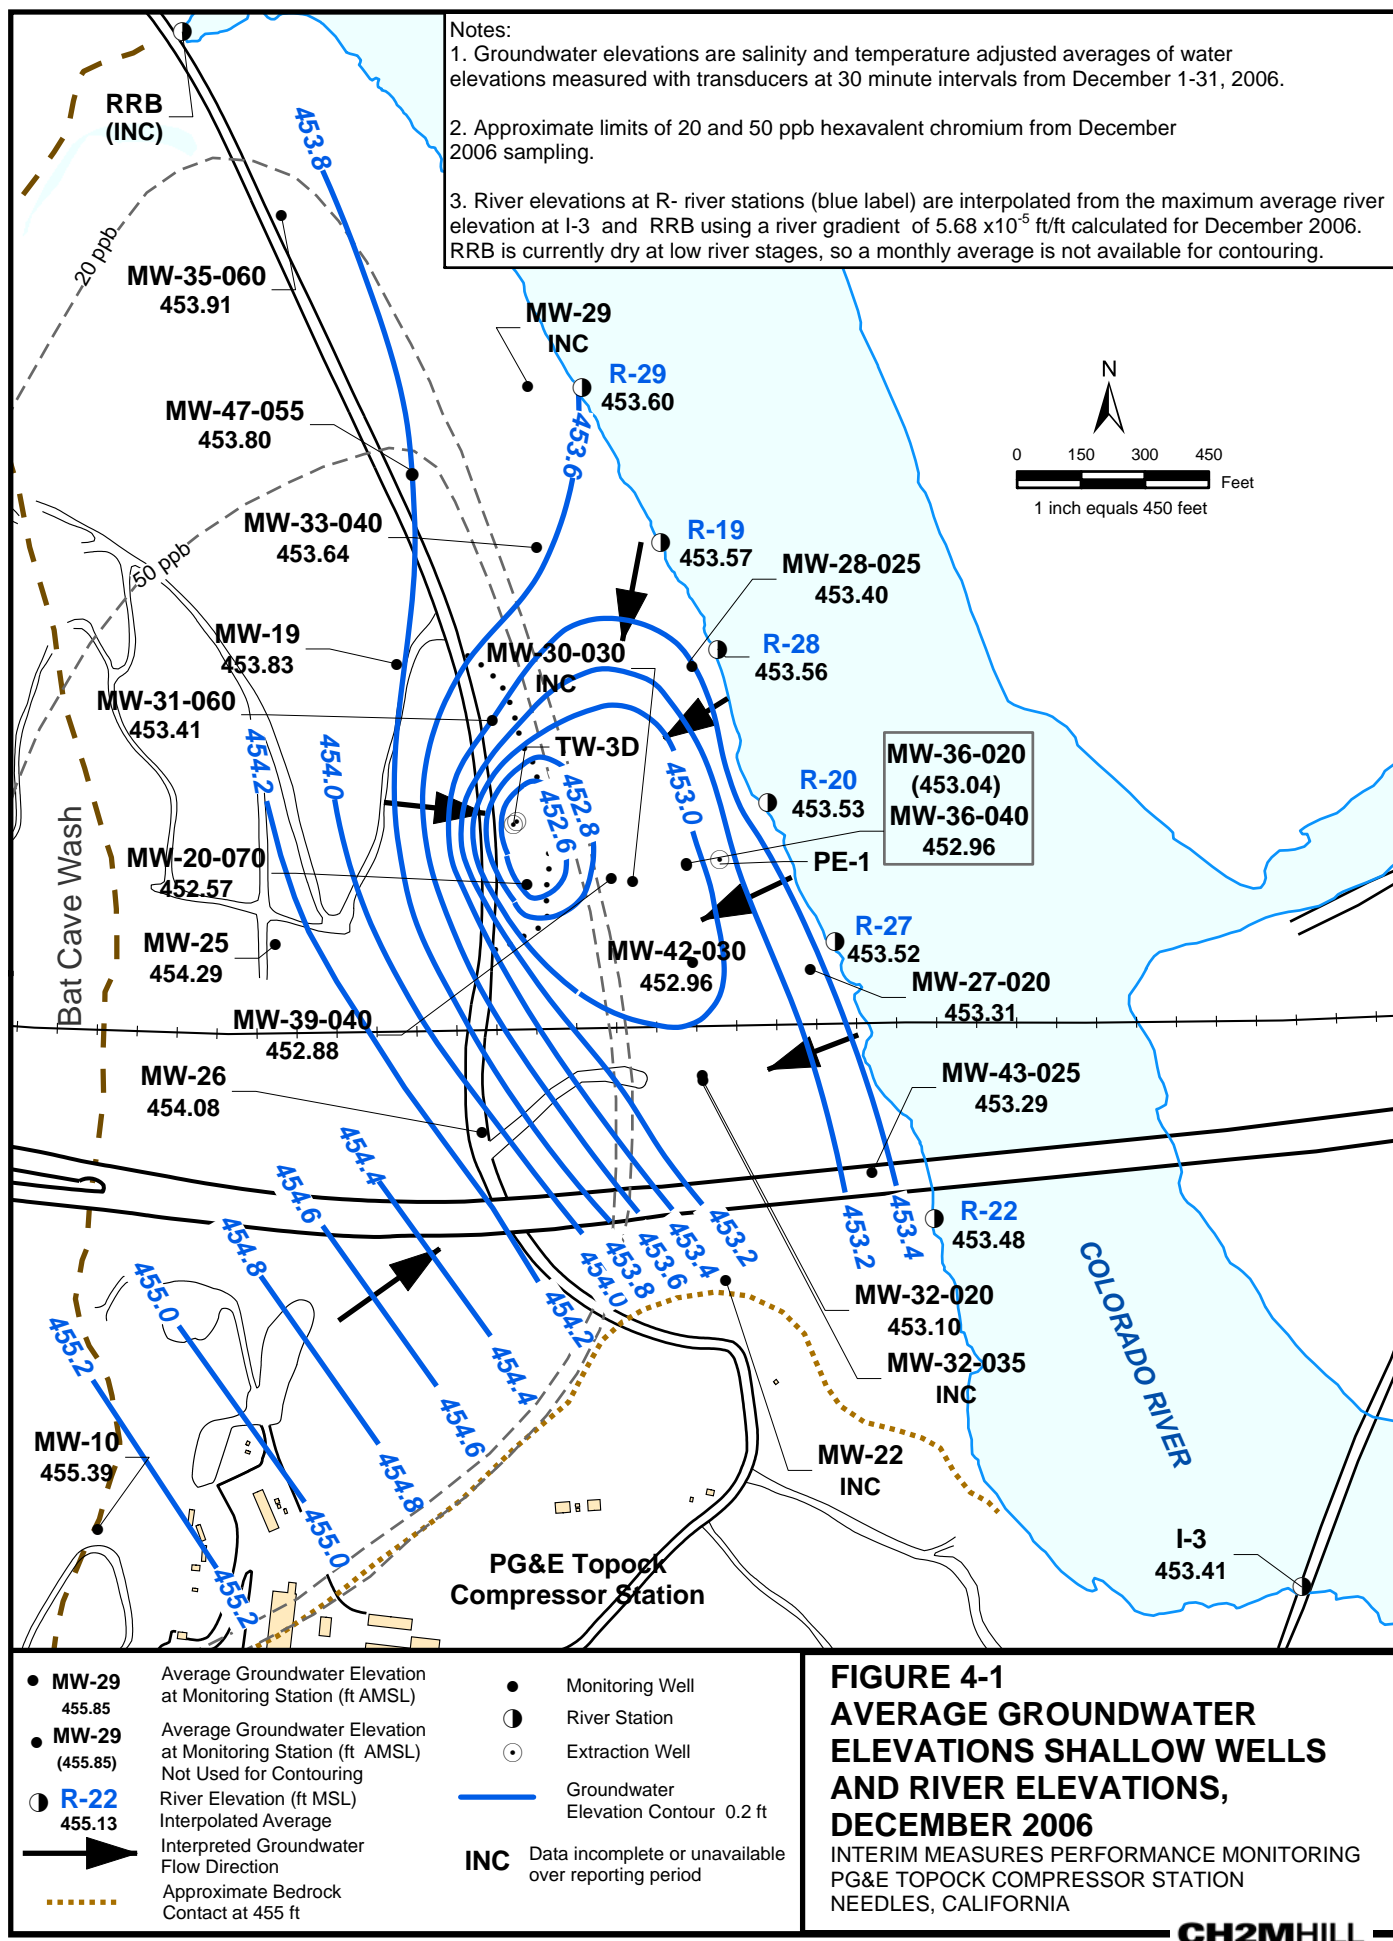 Notes:
1. Groundwater elevations are salinity and temperature adjusted averages of water
elevations measured with transducers at 30 minute intervals from December 1-31, 2006.
2. Approximate limits of 20 and 50 ppb hexavalent chromium from December
2006 sampling.
3. River elevations at R- river stations (blue label) are interpolated from the maximum average river
elevation at I-3 and RRB using a river gradient of 5.68 x10⁻⁵ ft/ft calculated for December 2006.
RRB is currently dry at low river stages, so a monthly average is not available for contouring.
RRB
(INC)
453.8
20 ppb
MW-35-060
453.91
MW-29
INC
R-29
453.60
N
MW-47-055
453.80
453.6
0 150 300 450
Feet
1 inch equals 450 feet
MW-33-040
453.64
50 ppb
R-19
453.57
MW-28-025
453.40
MW-19
453.83
MW-30-030
INC
R-28
453.56
MW-31-060
453.41
454.2
454.0
TW-3D
453.0
452.8
452.6
R-20
453.53
MW-36-020
(453.04)
MW-36-040
452.96
PE-1
MW-20-070
452.57
Bat Cave Wash
MW-25
454.29
MW-42-030
452.96
R-27
453.52
MW-27-020
453.31
MW-39-040
452.88
MW-26
454.08
MW-43-025
453.29
454.4
454.6
454.8
455.0
455.2
R-22
453.48
453.2
453.4
453.2
453.4
453.6
453.8
454.0
454.2
454.4
454.6
454.8
455.0
455.2
COLORADO RIVER
MW-32-020
453.10
MW-32-035
INC
MW-10
455.39
MW-22
INC
PG&E Topock
Compressor Station
I-3
453.41
MW-29
455.85
Average Groundwater Elevation
at Monitoring Station (ft AMSL)
MW-29
(455.85)
Average Groundwater Elevation
at Monitoring Station (ft AMSL)
Not Used for Contouring
R-22
455.13
River Elevation (ft MSL)
Interpolated Average
Interpreted Groundwater
Flow Direction
Approximate Bedrock
Contact at 455 ft
Monitoring Well
River Station
Extraction Well
Groundwater
Elevation Contour 0.2 ft
INC
Data incomplete or unavailable
over reporting period
FIGURE 4-1
AVERAGE GROUNDWATER
ELEVATIONS SHALLOW WELLS
AND RIVER ELEVATIONS,
DECEMBER 2006
INTERIM MEASURES PERFORMANCE MONITORING
PG&E TOPOCK COMPRESSOR STATION
NEEDLES, CALIFORNIA
CH2MHILL